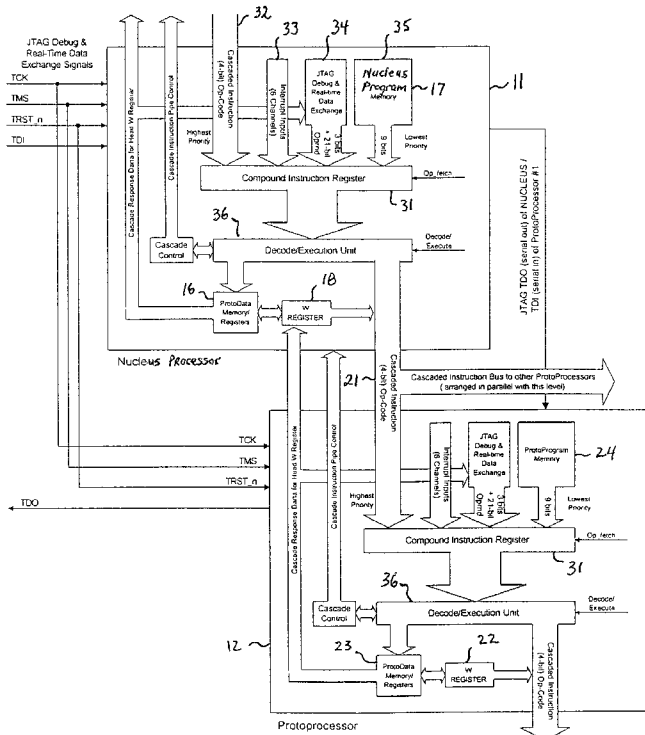 JTAG Debug &
Real-Time Data
Exchange Signals
TCK
TMS
TRST_n
TDI
32
33
34
35
11
Cascade Response Darta for Head W Register
Cascade Instruction Pipe Control
Cascaded Instruction
(4-bit) Op-Code
Interrupt Inputs
(6 Channels)
JTAG
Debug &
Real-time
Data
Exchange
Nucleus
Program
Memory
17
Highest
Priority
3 bits
+ 21-bit
Opmd
9 bits
Lowest
Priority
Compound Instruction Register
Op_fetch
31
36
Cascade
Control
Decode/Execution Unit
Decode/
Execute
16
ProtoData
Memory/
Registers
18
W
REGISTER
Nucleus Processor
JTAG TDO (serial out) of NUCLEUS /
TDI (serial in) of ProtoProcessor #1
21
Cascaded Instruction
(4-bit) Op-Code
Cascaded Instruction Bus to other ProtoProcessors
(arranged in parallel with this level)
TCK
TMS
TRST_n
TDO
Cascade Response Darta for Head W Register
Cascade Instruction Pipe Control
Interrupt Inputs
(6 Channels)
JTAG
Debug &
Real-time
Data
Exchange
ProtoProgram
Memory
24
Highest
Priority
3 bits
+ 21-bit
Opmd
9 bits
Lowest
Priority
Compound Instruction Register
Op_fetch
31
36
Cascade
Control
Decode/Execution Unit
Decode/
Execute
12
23
ProtoData
Memory/
Registers
22
W
REGISTER
Cascaded Instruction
(4-bit) Op-Code
Protoprocessor